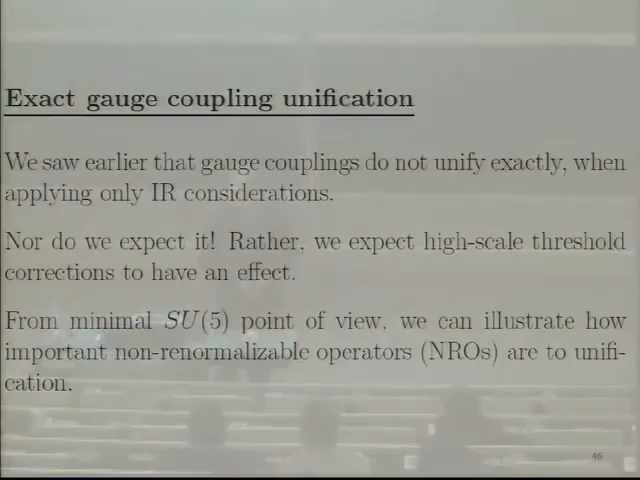 Exact gauge coupling unification
We saw earlier that gauge couplings do not unify exactly, when
applying only IR considerations.
Nor do we expect it! Rather, we expect high-scale threshold
corrections to have an effect.
From minimal SU(5) point of view, we can illustrate how
important non-renormalizable operators (NROs) are to unifi-
cation.
46